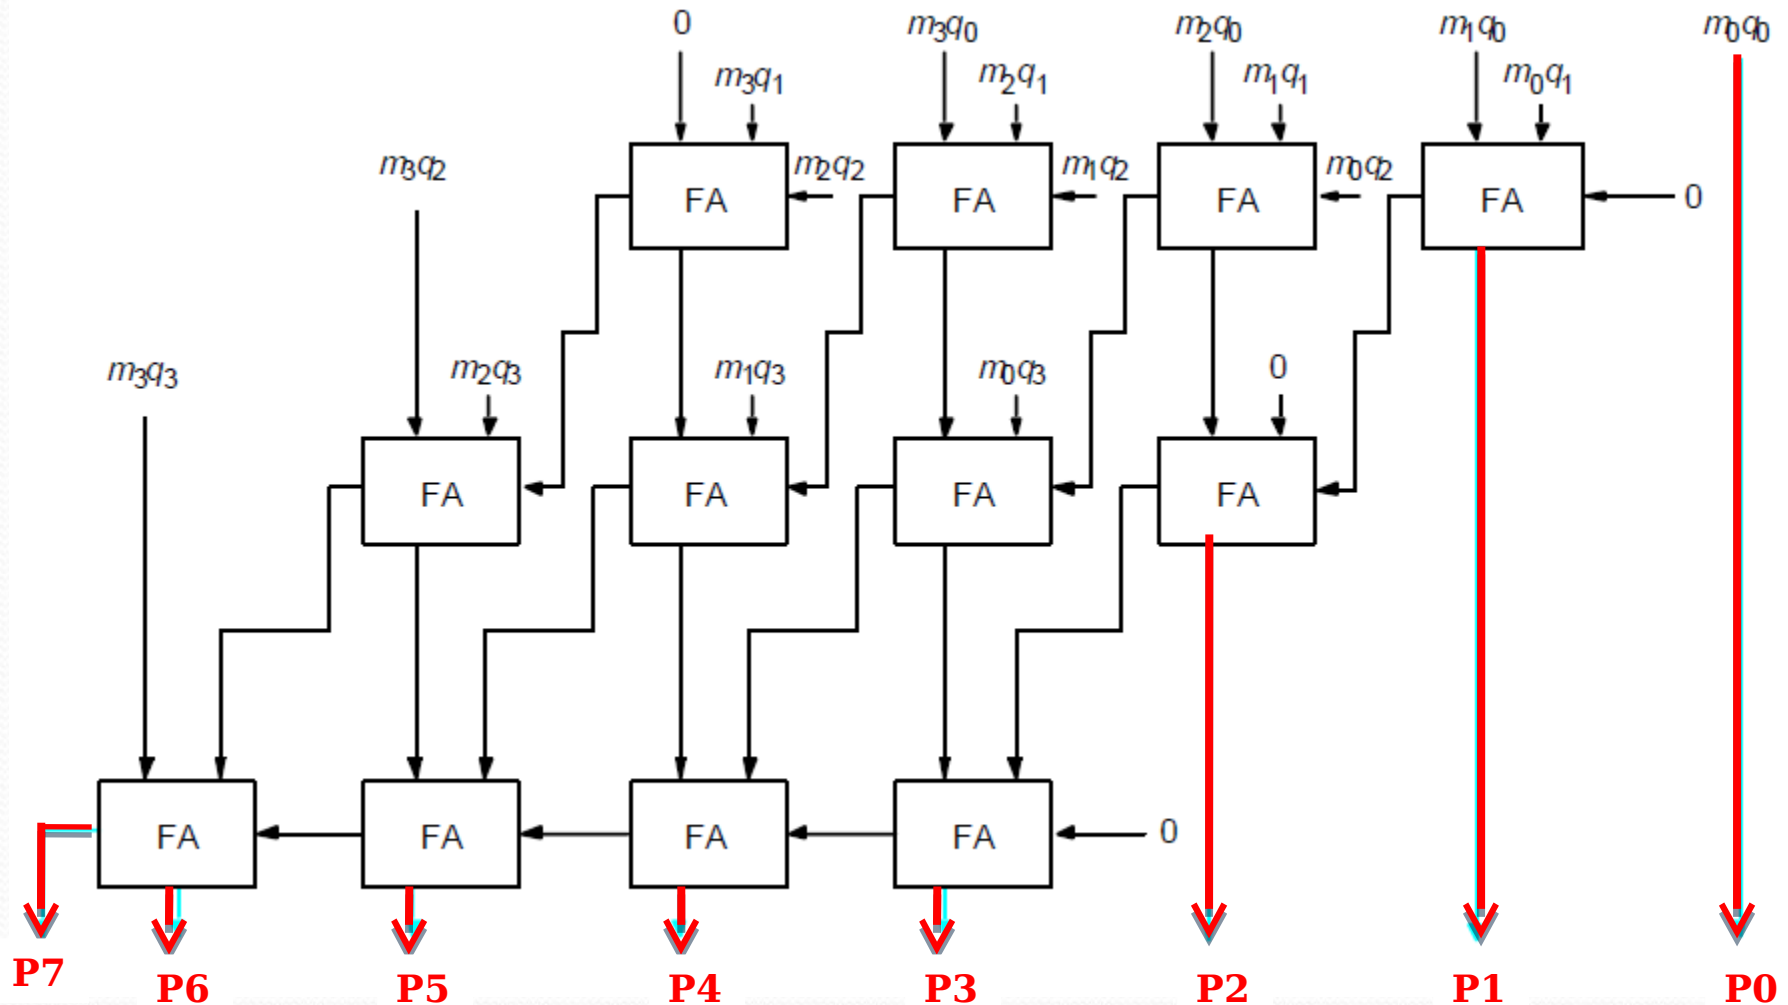 0 m₃q₀ m₂q₀ m₁q₀ m₀q₀
m₃q₁ m₂q₁ m₁q₁ m₀q₁
m₃q₂ m₂q₂ m₁q₂ m₀q₂
FA FA FA FA 0
m₃q₃ m₂q₃ m₁q₃ m₀q₃ 0
FA FA FA FA
FA FA FA FA 0
P7 P6 P5 P4 P3 P2 P1 P0